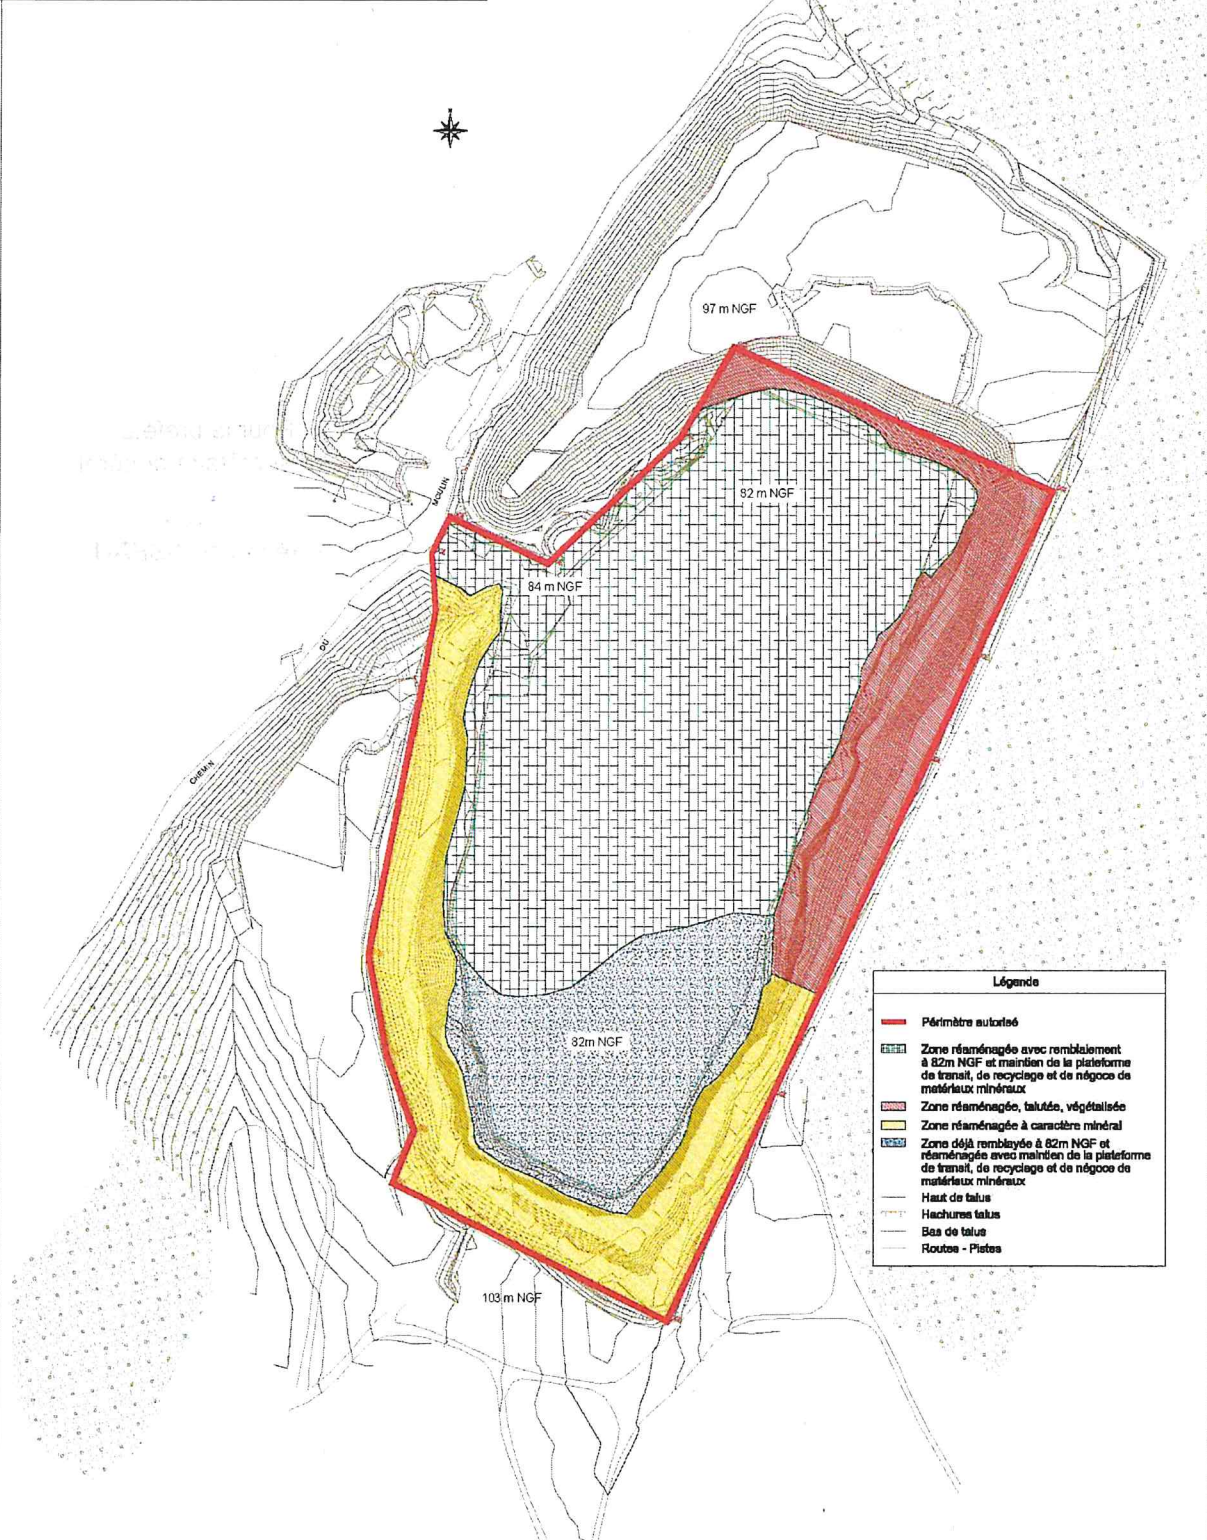 97 m NGF
82 m NGF
MOULIN
84 m NGF
DU
CHEMIN
82m NGF
103 m NGF
Légende
Périmètre autorisé
Zone réaménagée avec remblaiement
à 82m NGF et maintien de la plateforme
de transit, de recyclage et de négoce de
matériaux minéraux
Zone réaménagée, talutée, végétalisée
Zone réaménagée à caractère minéral
Zone déjà remblayée à 82m NGF et
réaménagée avec maintien de la plateforme
de transit, de recyclage et de négoce de
matériaux minéraux
Haut de talus
Hachures talus
Bas de talus
Routes - Pistes